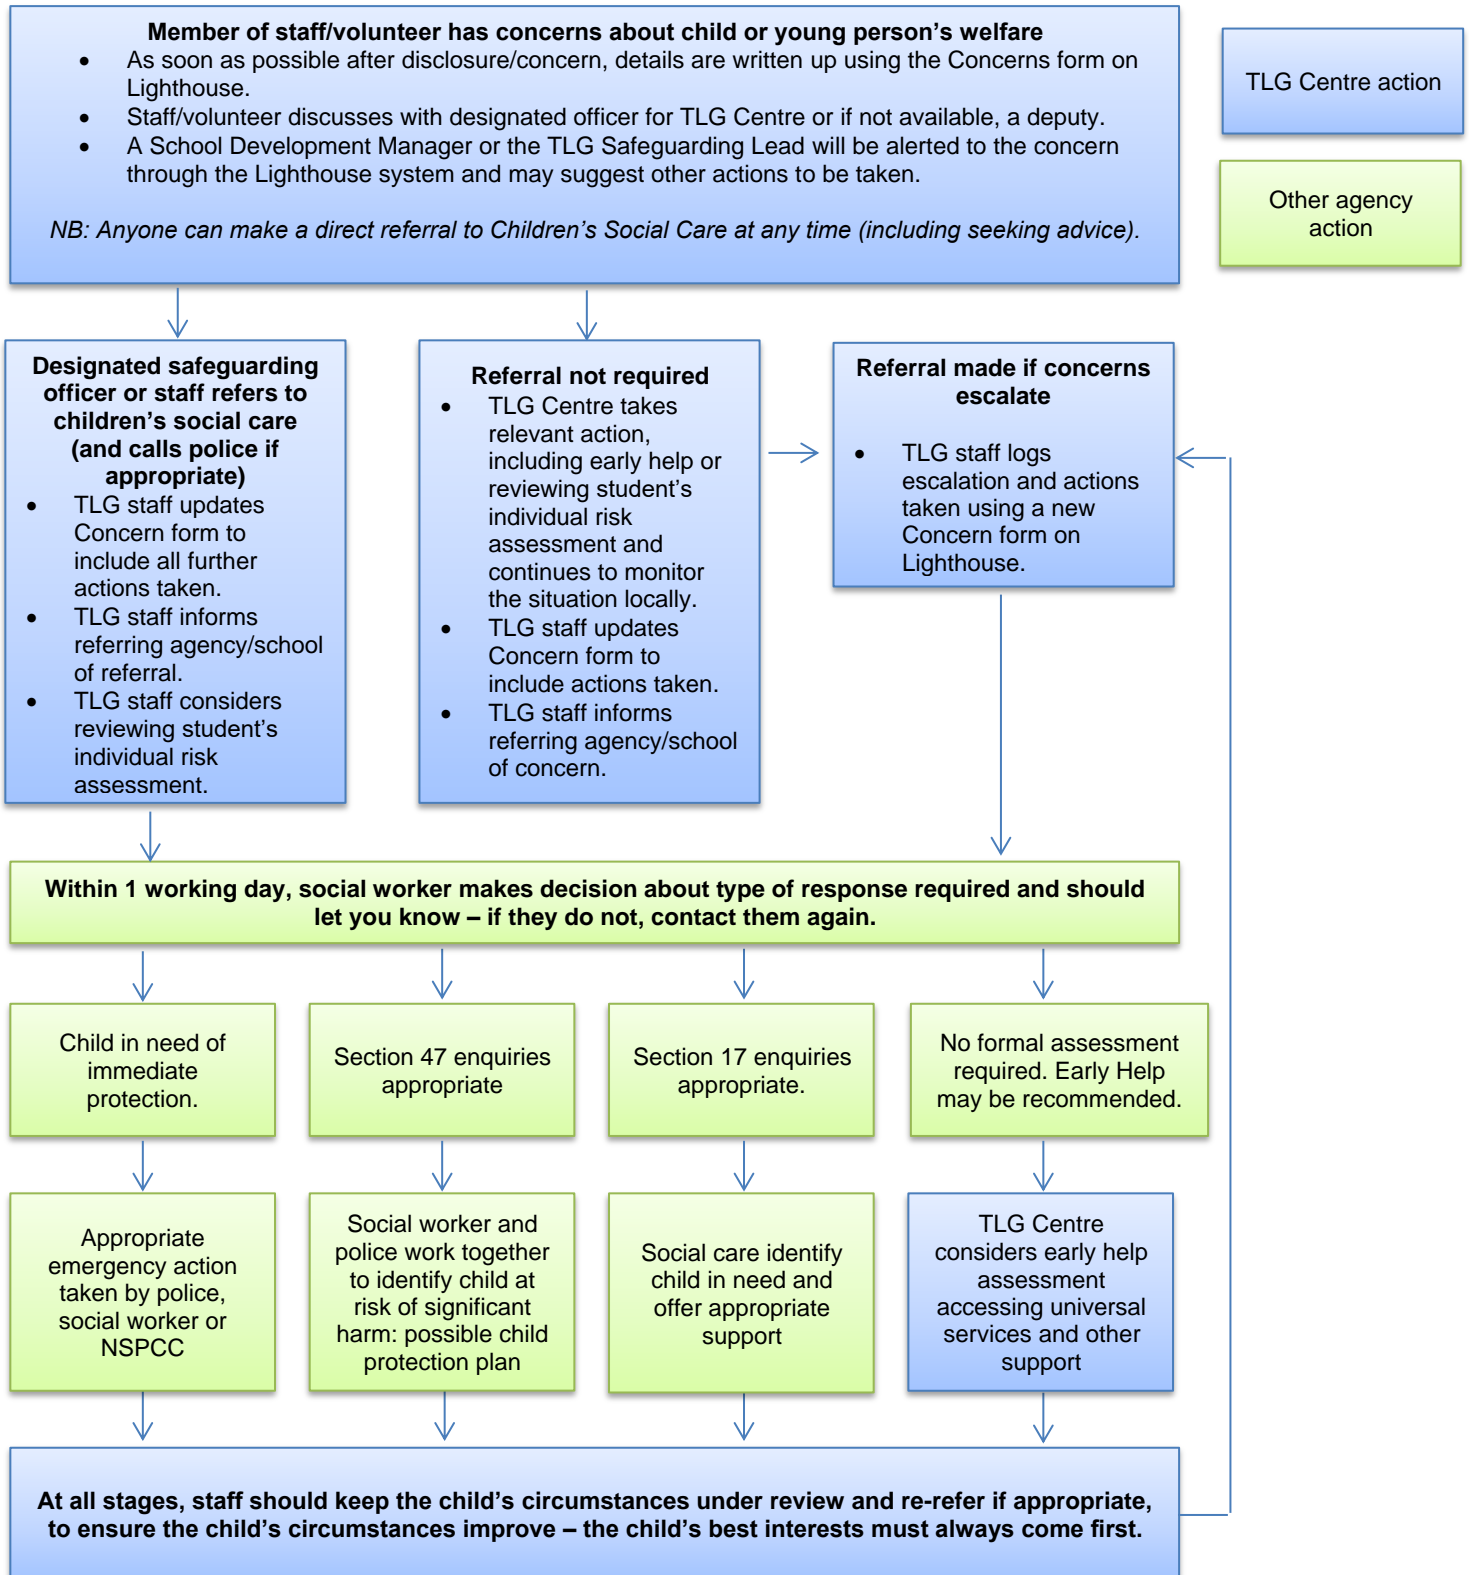 Member of staff/volunteer has concerns about child or young person's welfare
• As soon as possible after disclosure/concern, details are written up using the Concerns form on
Lighthouse.
• Staff/volunteer discusses with designated officer for TLG Centre or if not available, a deputy.
• A School Development Manager or the TLG Safeguarding Lead will be alerted to the concern
through the Lighthouse system and may suggest other actions to be taken.
NB: Anyone can make a direct referral to Children's Social Care at any time (including seeking advice).
TLG Centre action
Other agency
action
Designated safeguarding
officer or staff refers to
children's social care
(and calls police if
appropriate)
• TLG staff updates
Concern form to
include all further
actions taken.
• TLG staff informs
referring agency/school
of referral.
• TLG staff considers
reviewing student's
individual risk
assessment.
Referral not required
• TLG Centre takes
relevant action,
including early help or
reviewing student's
individual risk
assessment and
continues to monitor
the situation locally.
• TLG staff updates
Concern form to
include actions taken.
• TLG staff informs
referring agency/school
of concern.
Referral made if concerns
escalate
• TLG staff logs
escalation and actions
taken using a new
Concern form on
Lighthouse.
Within 1 working day, social worker makes decision about type of response required and should
let you know – if they do not, contact them again.
Child in need of
immediate
protection.
Section 47 enquiries
appropriate
Section 17 enquiries
appropriate.
No formal assessment
required. Early Help
may be recommended.
Appropriate
emergency action
taken by police,
social worker or
NSPCC
Social worker and
police work together
to identify child at
risk of significant
harm: possible child
protection plan
Social care identify
child in need and
offer appropriate
support
TLG Centre
considers early help
assessment
accessing universal
services and other
support
At all stages, staff should keep the child's circumstances under review and re-refer if appropriate,
to ensure the child's circumstances improve – the child's best interests must always come first.